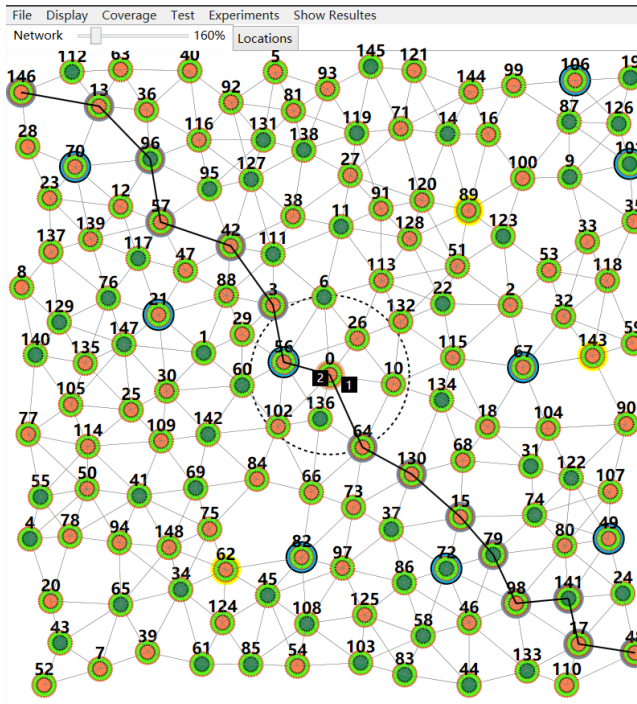 File Display Coverage Test Experiments Show Resultes
Network 160% Locations
112 63 40 5 145 121 106 19
146 13 36 92 81 93 144 99
116 131 138 119 71 14 16 87 126
28 70 96 95 127 27 100 9
23 12 57 38 91 120 89 35
137 139 117 42 111 11 128 123 33
8 76 47 88 113 51 53 118
129 21 3 6 132 22 2 32
140 135 147 1 29 56 26 115 67 143 59
105 25 30 60 0 10 134
2 1
77 114 109 142 102 136 64 18 104 90
55 50 41 69 84 66 130 68 31 122 107
4 78 94 148 75 73 37 15 74 80 49
20 65 34 62 82 97 86 72 79 98 141 24
43 39 124 45 108 125 58 46 17 48
52 7 61 85 54 103 83 44 133 110